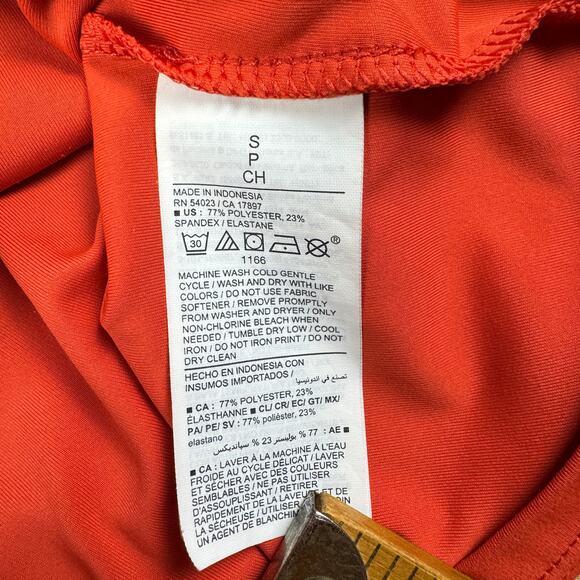 S
P
CH
MADE IN INDONESIA
RN 54023 / CA 17897
■ US : 77% POLYESTER, 23%
SPANDEX / ELASTANE
30 ®
1166
MACHINE WASH COLD GENTLE
CYCLE / WASH AND DRY WITH LIKE
COLORS / DO NOT USE FABRIC
SOFTENER / REMOVE PROMPTLY
FROM WASHER AND DRYER / ONLY
NON-CHLORINE BLEACH WHEN
NEEDED / TUMBLE DRY LOW / COOL
IRON / DO NOT IRON PRINT / DO NOT
DRY CLEAN
HECHO EN INDONESIA CON
INSUMOS IMPORTADOS / تصنع في اندونيسيا
■ CA : 77% POLYESTER, 23%
ÉLASTHANNE ■ CL/ CR/ EC/ GT/ MX/
PA/ PE/ SV : 77% poliéster, 23%
elastano ■ AE : 77 % بوليستر 23 % سبانديكس
■ CA : LAVER À LA MACHINE À L'EAU
FROIDE AU CYCLE DÉLICAT / LAVER
ET SÉCHER AVEC DES COULEURS
SEMBLABLES / NE PAS UTILISER
D'ASSOUPLISSANT / RETIRER
RAPIDEMENT DE LA LAVEUSE ET DE
LA SÉCHEUSE / UTILISER
UN AGENT DE BLANCHIM